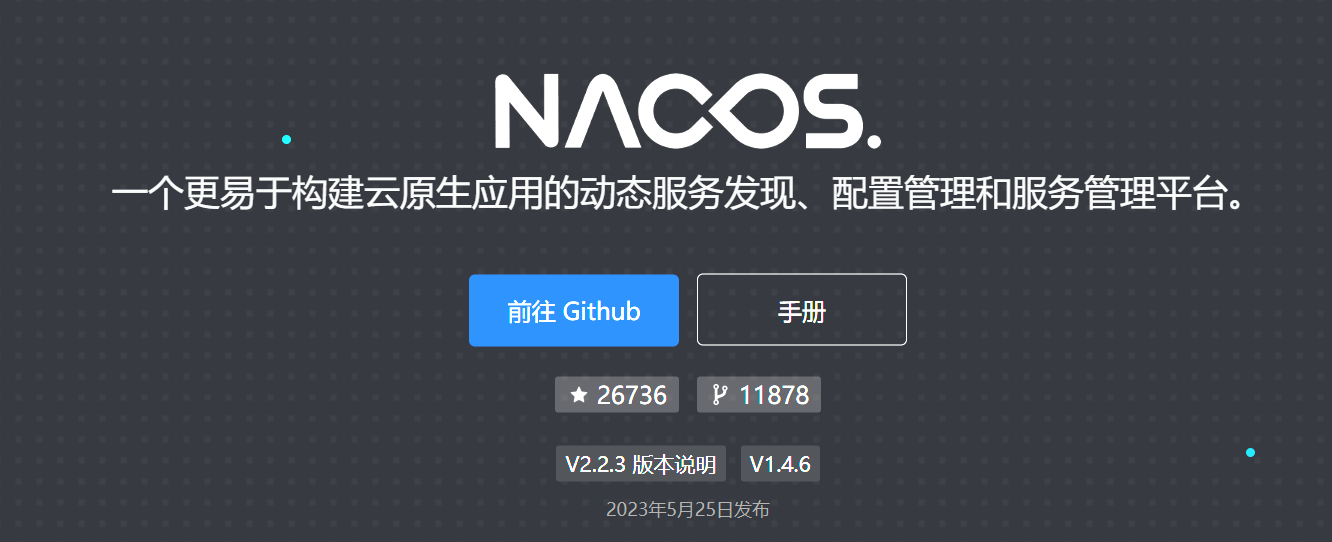 NACOS.
一个更易于构建云原生应用的动态服务发现、配置管理和服务管理平台。
前往 Github 手册
26736 11878
V2.2.3 版本说明 V1.4.6
2023年5月25日发布